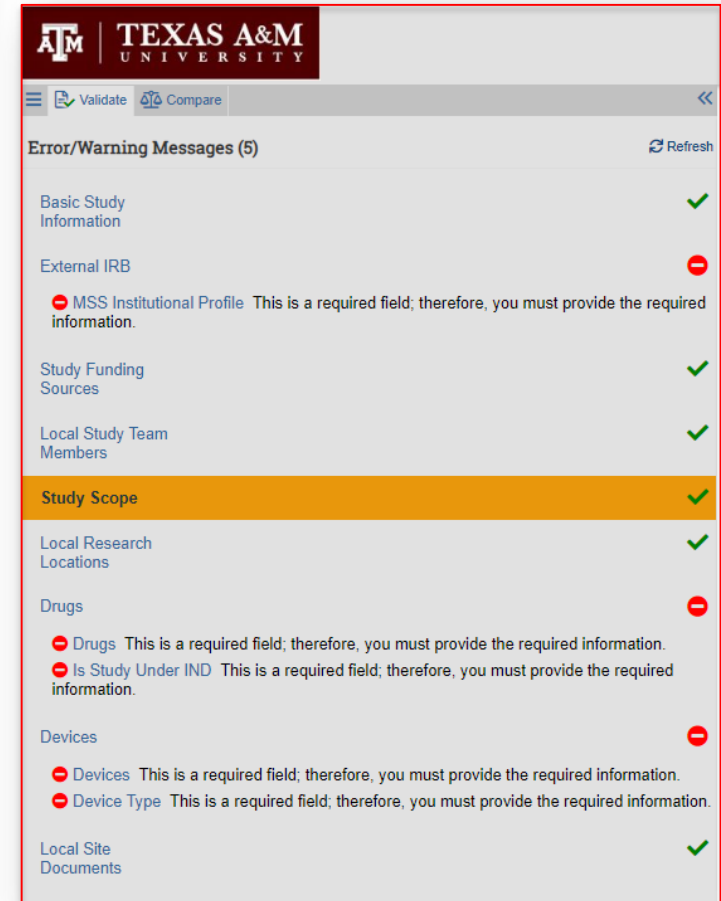 ATM TEXAS A&M
UNIVERSITY
Validate Compare
Error/Warning Messages (5) Refresh
Basic Study
Information
External IRB
MSS Institutional Profile This is a required field; therefore, you must provide the required
information.
Study Funding
Sources
Local Study Team
Members
Study Scope
Local Research
Locations
Drugs
Drugs This is a required field; therefore, you must provide the required information.
Is Study Under IND This is a required field; therefore, you must provide the required
information.
Devices
Devices This is a required field; therefore, you must provide the required information.
Device Type This is a required field; therefore, you must provide the required information.
Local Site
Documents